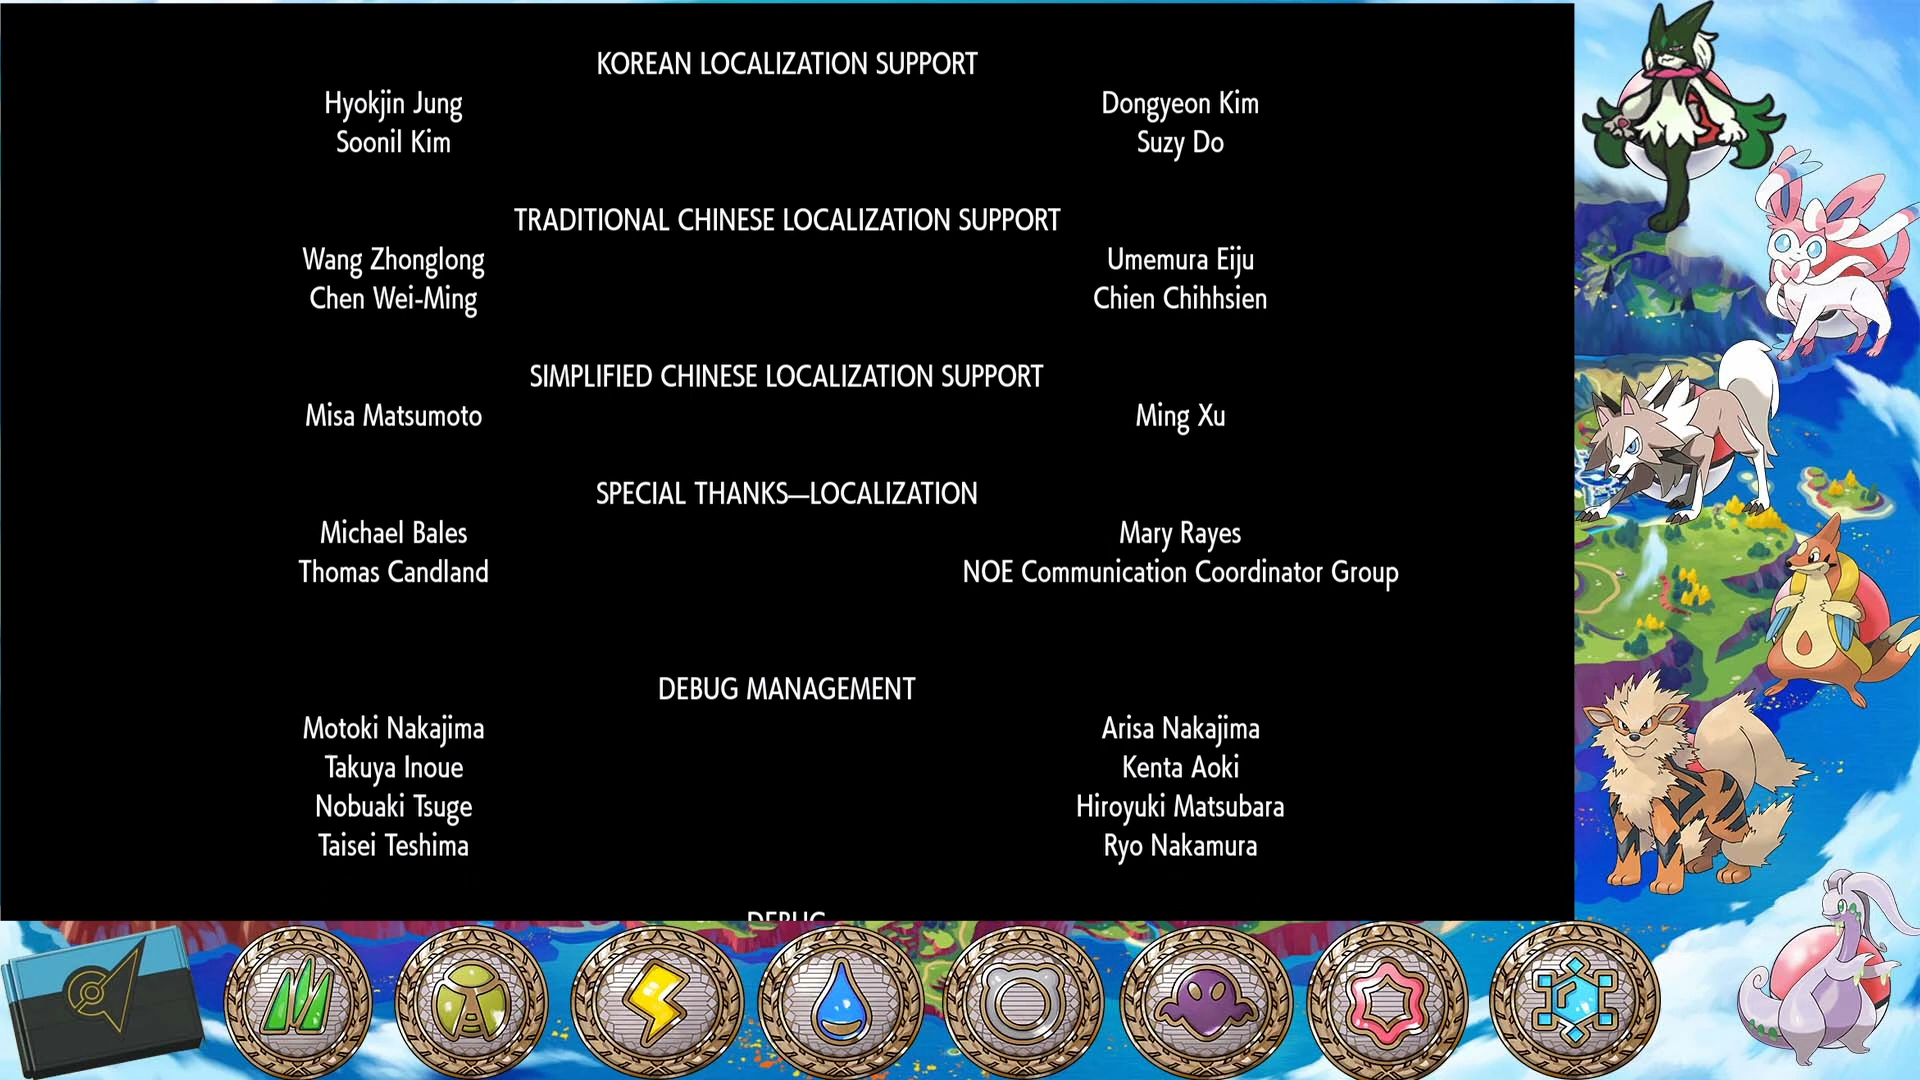 KOREAN LOCALIZATION SUPPORT
Hyokjin Jung Dongyeon Kim
Soonil Kim Suzy Do
TRADITIONAL CHINESE LOCALIZATION SUPPORT
Wang Zhonglong Umemura Eiju
Chen Wei-Ming Chien Chihhsien
SIMPLIFIED CHINESE LOCALIZATION SUPPORT
Misa Matsumoto Ming Xu
SPECIAL THANKS—LOCALIZATION
Michael Bales Mary Rayes
Thomas Candland NOE Communication Coordinator Group
DEBUG MANAGEMENT
Motoki Nakajima Arisa Nakajima
Takuya Inoue Kenta Aoki
Nobuaki Tsuge Hiroyuki Matsubara
Taisei Teshima Ryo Nakamura
DEBUG